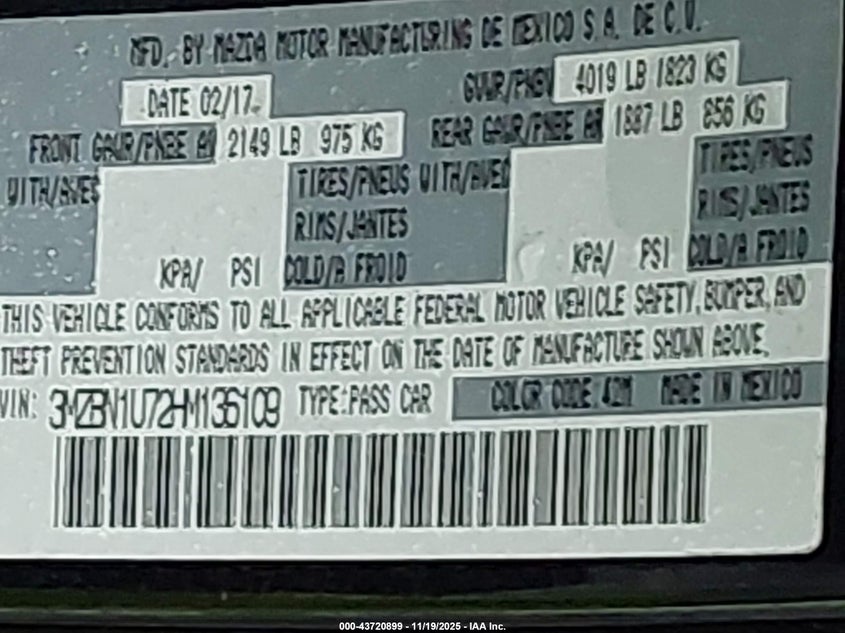 MFD. BY MAZDA MOTOR MANUFACTURING DE MEXICO S.A. DE C.V.
DATE 02/17
GVWR/PNBV 4019 LB 1823 KG
FRONT GAWR/PNBE AV 2149 LB 975 KG
REAR GAWR/PNBE AR 1887 LB 856 KG
WITH/AVEC TIRES/PNEUS WITH/AVEC TIRES/PNEUS
RIMS/JANTES RIMS/JANTES
KPA/ PSI COLD/A FROID KPA/ PSI COLD/A FROID
THIS VEHICLE CONFORMS TO ALL APPLICABLE FEDERAL MOTOR VEHICLE SAFETY, BUMPER, AND
THEFT PREVENTION STANDARDS IN EFFECT ON THE DATE OF MANUFACTURE SHOWN ABOVE.
VIN: 3MZBN1U72HM136109 TYPE:PASS CAR COLOR CODE:42M MADE IN MEXICO
000-43720899 - 11/19/2025 - IAA Inc.